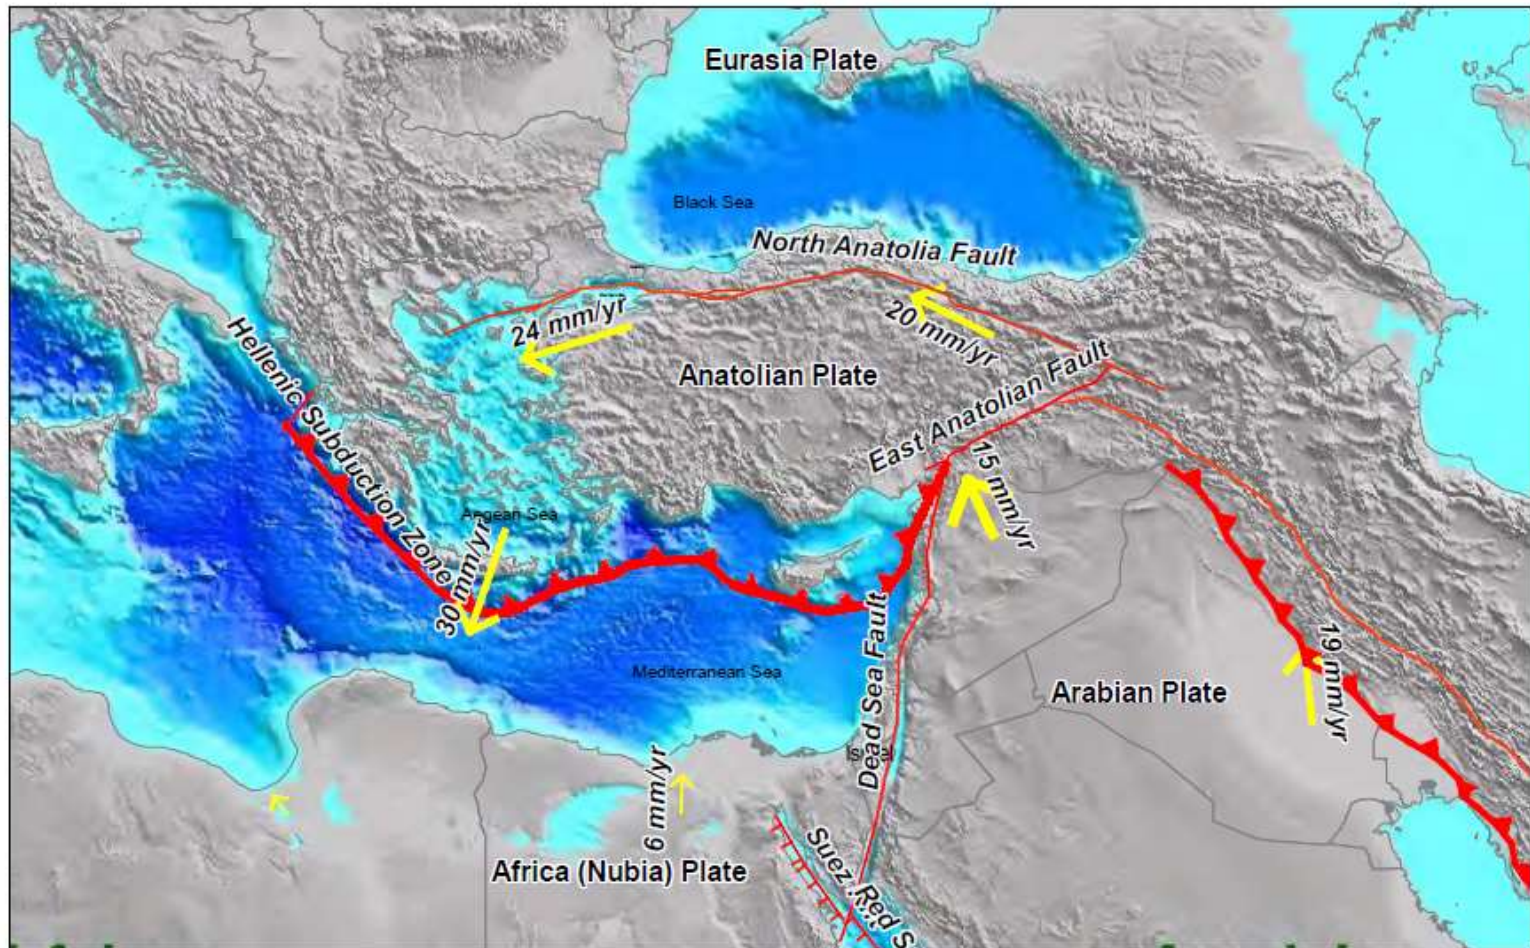 Eurasia Plate
Black Sea
North Anatolia Fault
24 mm/yr
20 mm/yr
Hellenic Subduction Zone
Anatolian Plate
East Anatolian Fault
15 mm/yr
Aegean Sea
30 mm/yr
Mediterranean Sea
Dead Sea Fault
Arabian Plate
19 mm/yr
6 mm/yr
Africa (Nubia) Plate
Suez
Red S